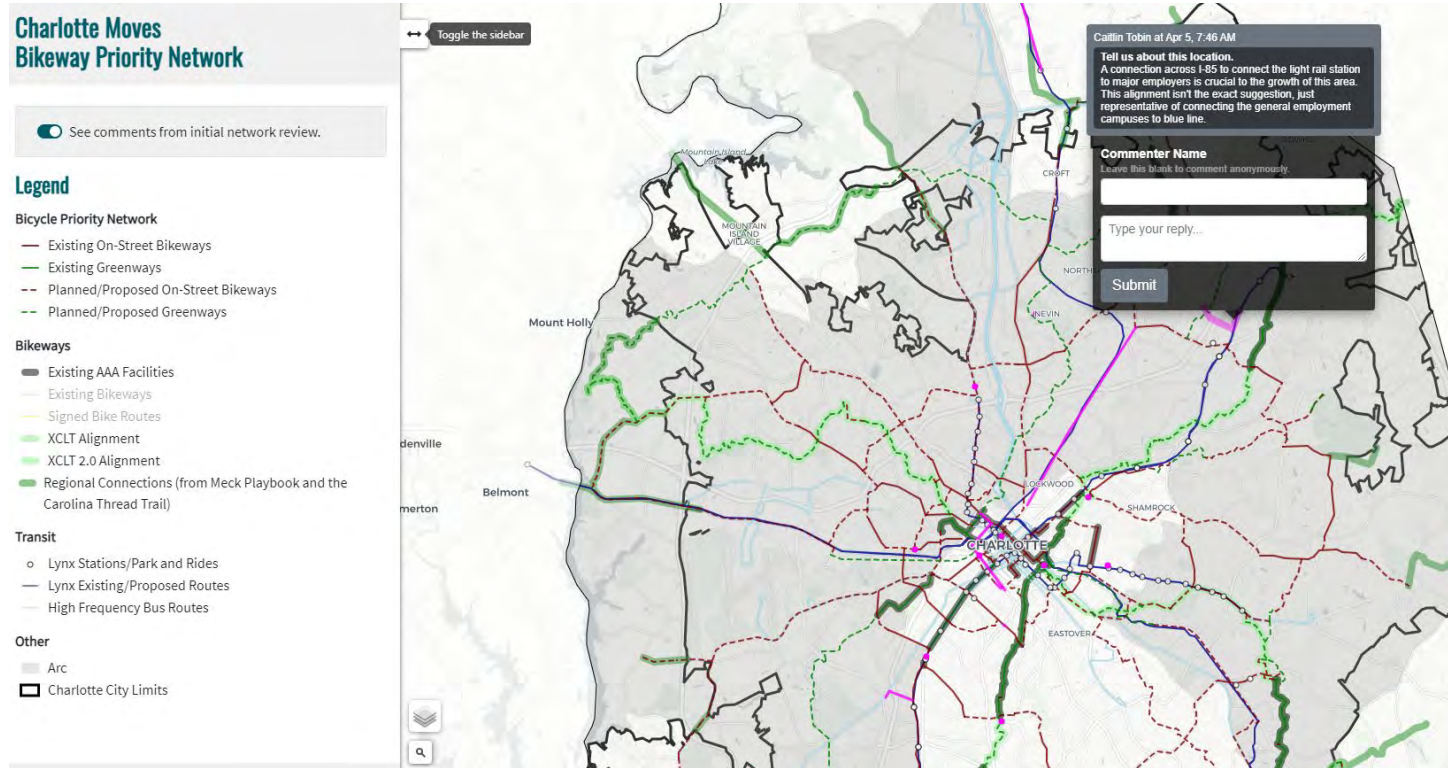 Charlotte Moves
Bikeway Priority Network
See comments from initial network review.
Legend
Bicycle Priority Network
Existing On-Street Bikeways
Existing Greenways
Planned/Proposed On-Street Bikeways
Planned/Proposed Greenways
Bikeways
Existing AAA Facilities
Existing Bikeways
Signed Bike Routes
XCLT Alignment
XCLT 2.0 Alignment
Regional Connections (from Meck Playbook and the
Carolina Thread Trail)
Transit
Lynx Stations/Park and Rides
Lynx Existing/Proposed Routes
High Frequency Bus Routes
Other
Arc
Charlotte City Limits
Toggle the sidebar
Caitlin Tobin at Apr 5, 7:46 AM
Tell us about this location.
A connection across I-85 to connect the light rail station
to major employers is crucial to the growth of this area.
This alignment isn't the exact suggestion, just
representative of connecting the general employment
campuses to blue line.
Commenter Name
Leave this blank to comment anonymously.
Type your reply...
Submit
Mountain Island
Lake
CROFT
MOUNTAIN
ISLAND
VILLAGE
NORTH
NEVIN
Mount Holly
denville
Belmont
merton
LOCKWOOD
SHAMROCK
CHARLOTTE
EASTOVER